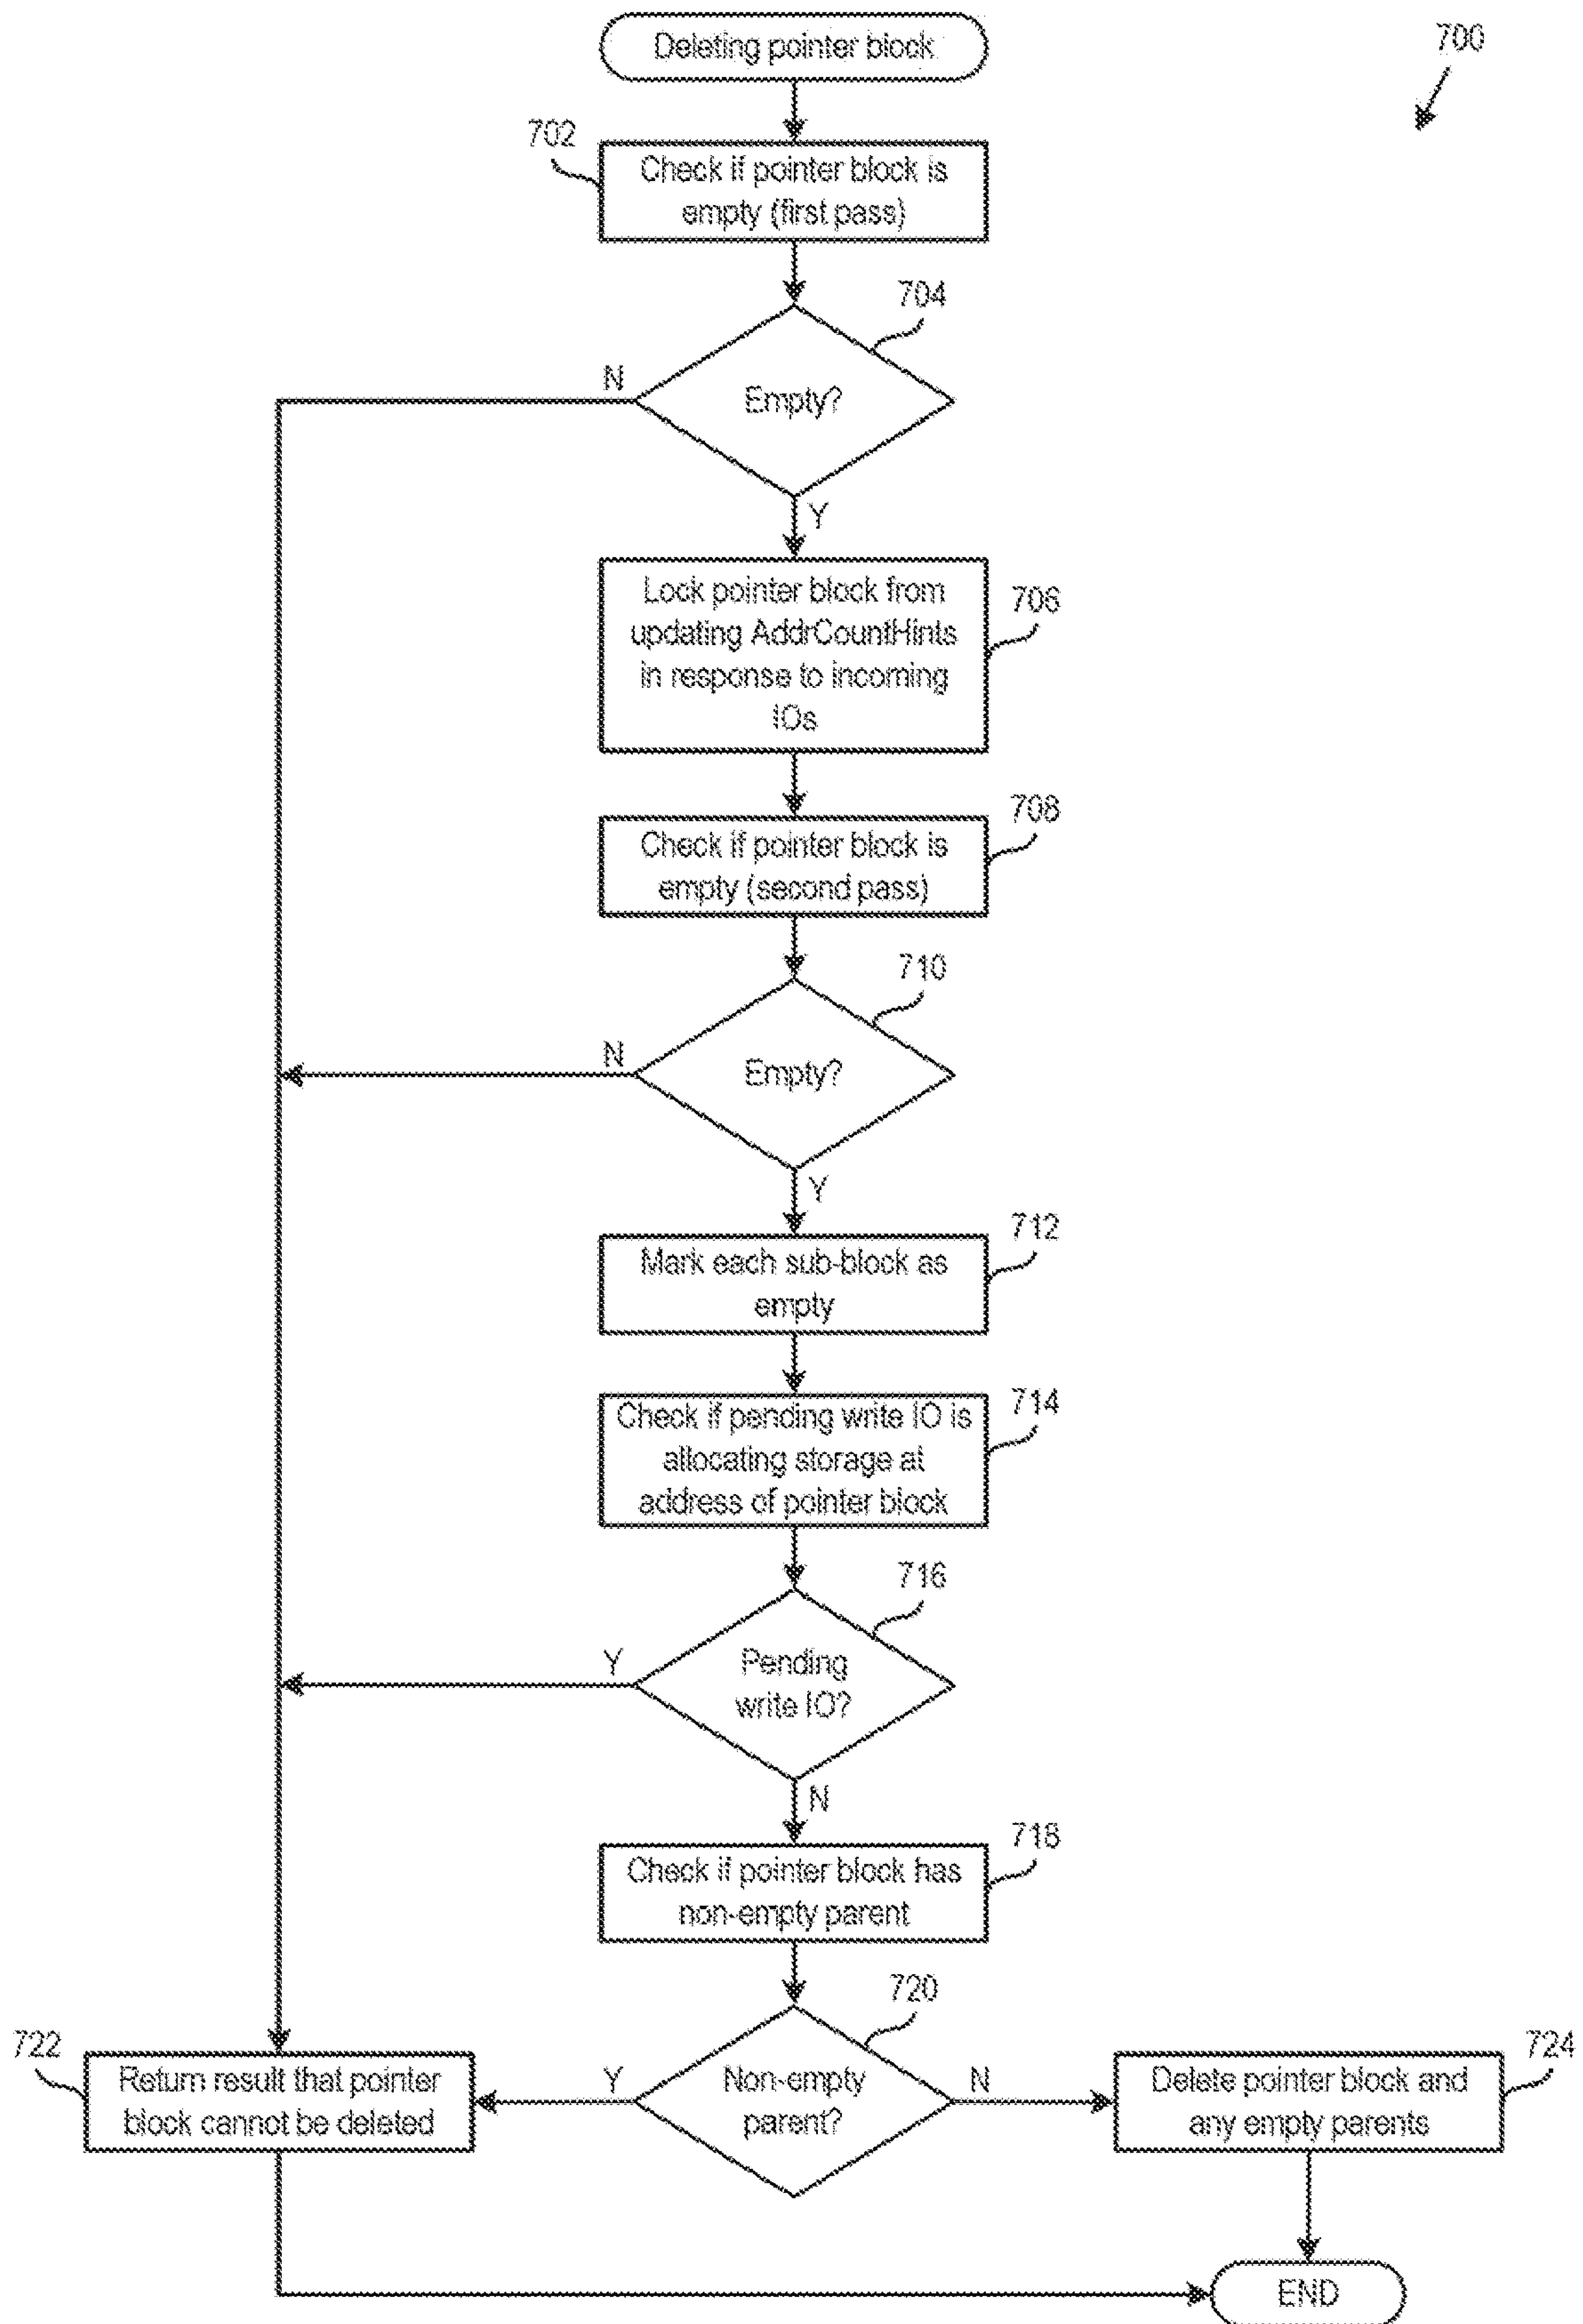 Deleting pointer block
700
702
Check if pointer block is
empty (first pass)
704
N
Empty?
Y
Lock pointer block from
updating AddrCountHints
in response to incoming
IOs
706
708
Check if pointer block is
empty (second pass)
710
N
Empty?
Y
712
Mark each sub-block as
empty
714
Check if pending write IO is
allocating storage at
address of pointer block
716
Y
Pending
write IO?
N
718
Check if pointer block has
non-empty parent
720
722
Return result that pointer
block cannot be deleted
Y
Non-empty
parent?
N
724
Delete pointer block and
any empty parents
END